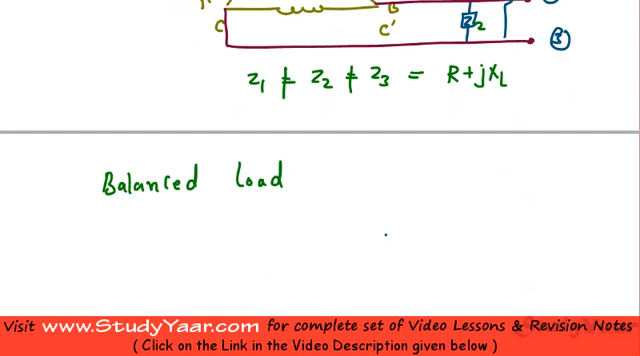 B
C
C'
Z2
3
Z1 ≠ Z2 ≠ Z3 = R+jXL
Balanced load
Visit www.StudyYaar.com for complete set of Video Lessons & Revision Notes
( Click on the Link in the Video Description given below )